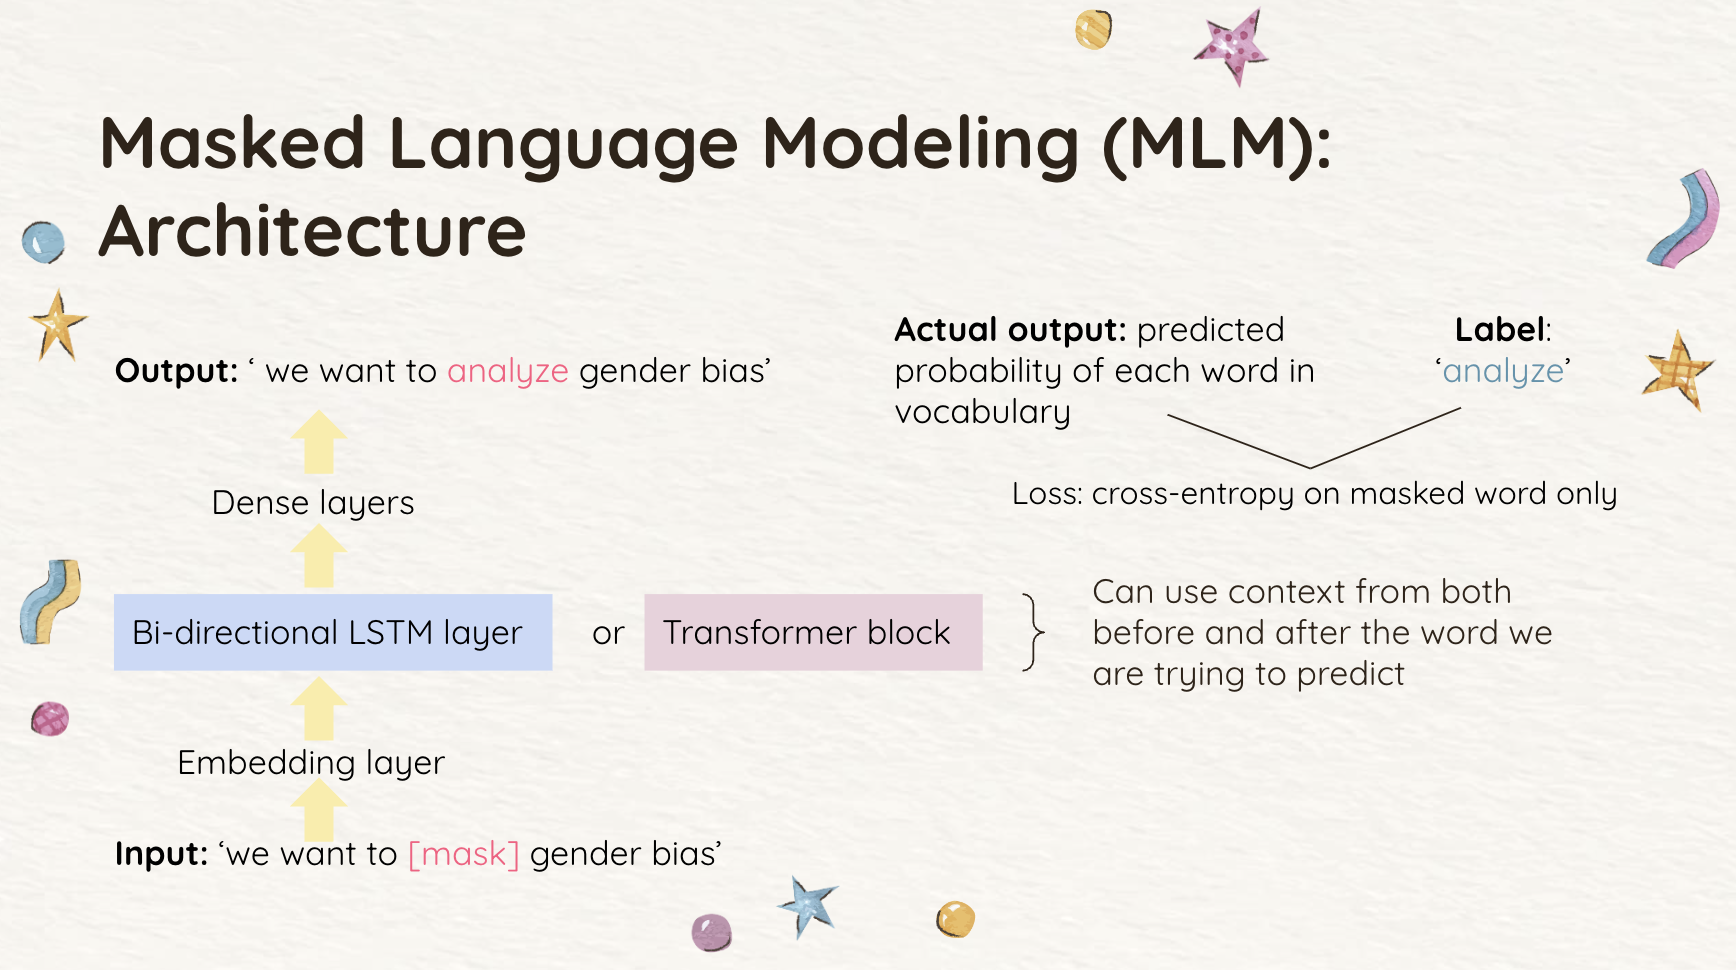 Masked Language Modeling (MLM):
Architecture
Output: ‘ we want to analyze gender bias’
Dense layers
Bi-directional LSTM layer or Transformer block
Embedding layer
Input: ‘we want to [mask] gender bias’
Actual output: predicted
probability of each word in
vocabulary
Label:
‘analyze’
Loss: cross-entropy on masked word only
Can use context from both
before and after the word we
are trying to predict